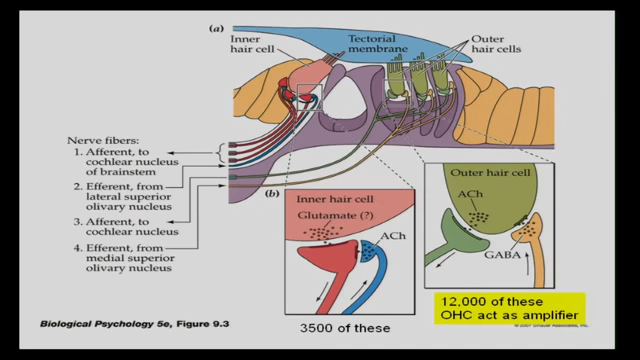 (a)
Inner
hair cell
Tectorial
membrane
Outer
hair cells
Nerve fibers:
1. Afferent, to
cochlear nucleus
of brainstem
2. Efferent, from
lateral superior
olivary nucleus
3. Afferent, to
cochlear nucleus
4. Efferent, from
medial superior
olivary nucleus
(b)
Inner hair cell
Glutamate (?)
ACh
Outer hair cell
ACh
GABA
3500 of these
12,000 of these
OHC act as amplifier
Biological Psychology 5e, Figure 9.3